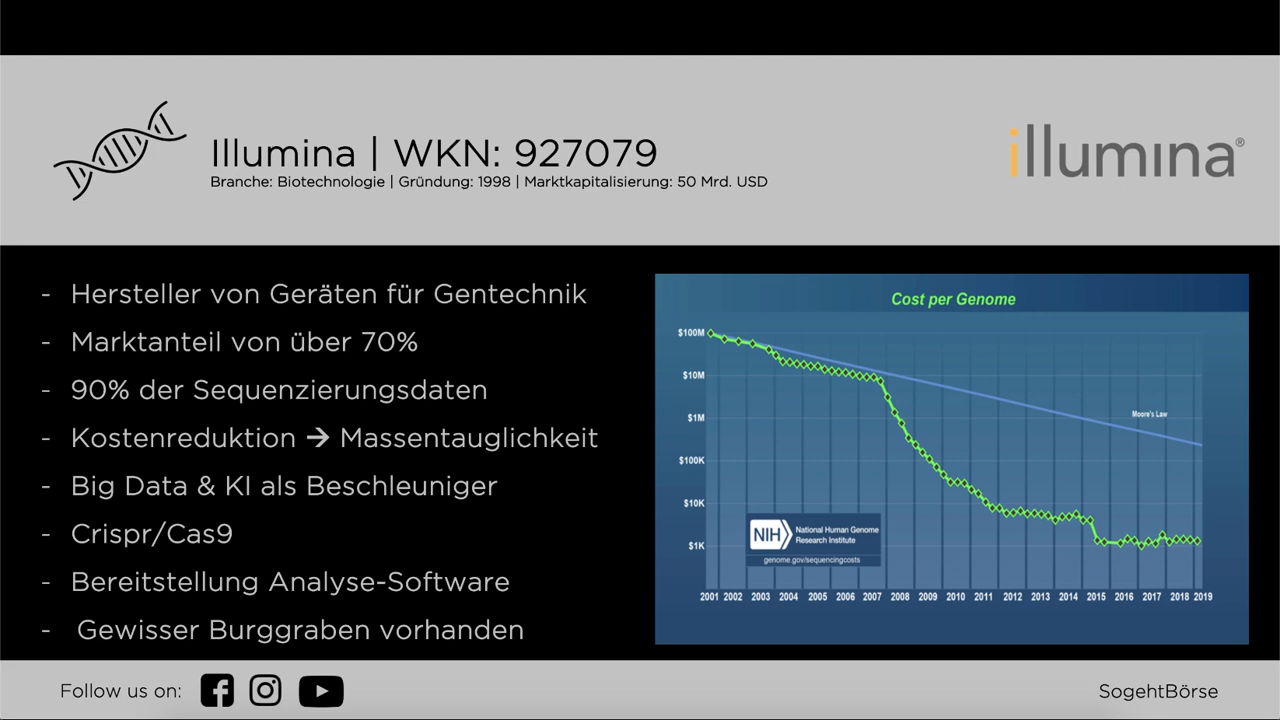 Illumina | WKN: 927079
Branche: Biotechnologie | Gründung: 1998 | Marktkapitalisierung: 50 Mrd. USD
illumina®
- Hersteller von Geräten für Gentechnik
- Marktanteil von über 70%
- 90% der Sequenzierungsdaten
- Kostenreduktion → Massentauglichkeit
- Big Data & KI als Beschleuniger
- Crispr/Cas9
- Bereitstellung Analyse-Software
- Gewisser Burggraben vorhanden
Cost per Genome
$100M
$10M
$1M
$100K
$10K
$1K
Moore's Law
NIH
National Human Genome
Research Institute
genome.gov/sequencingcosts
2001 2002 2003 2004 2005 2006 2007 2008 2009 2010 2011 2012 2013 2014 2015 2016 2017 2018 2019
Follow us on:
SogehtBörse